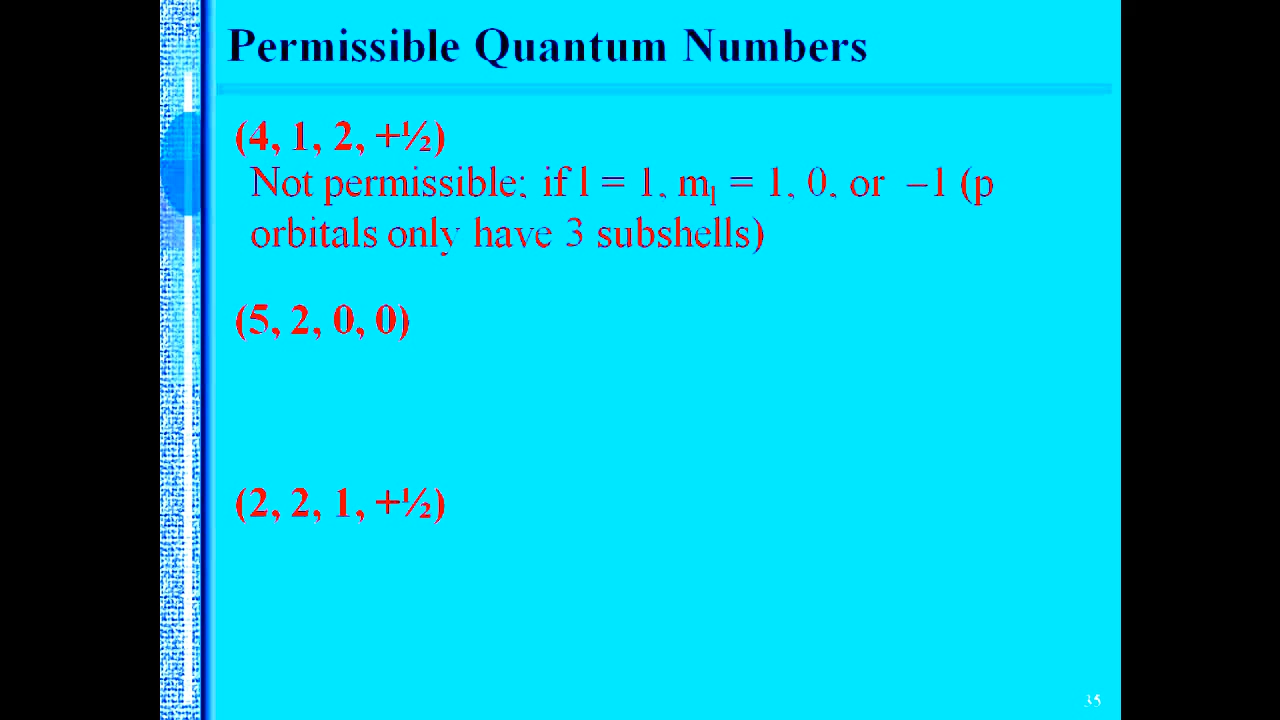 Permissible Quantum Numbers
(4, 1, 2, +½)
Not permissible; if l = 1, mₗ = 1, 0, or –1 (p
orbitals only have 3 subshells)
(5, 2, 0, 0)
(2, 2, 1, +½)
35